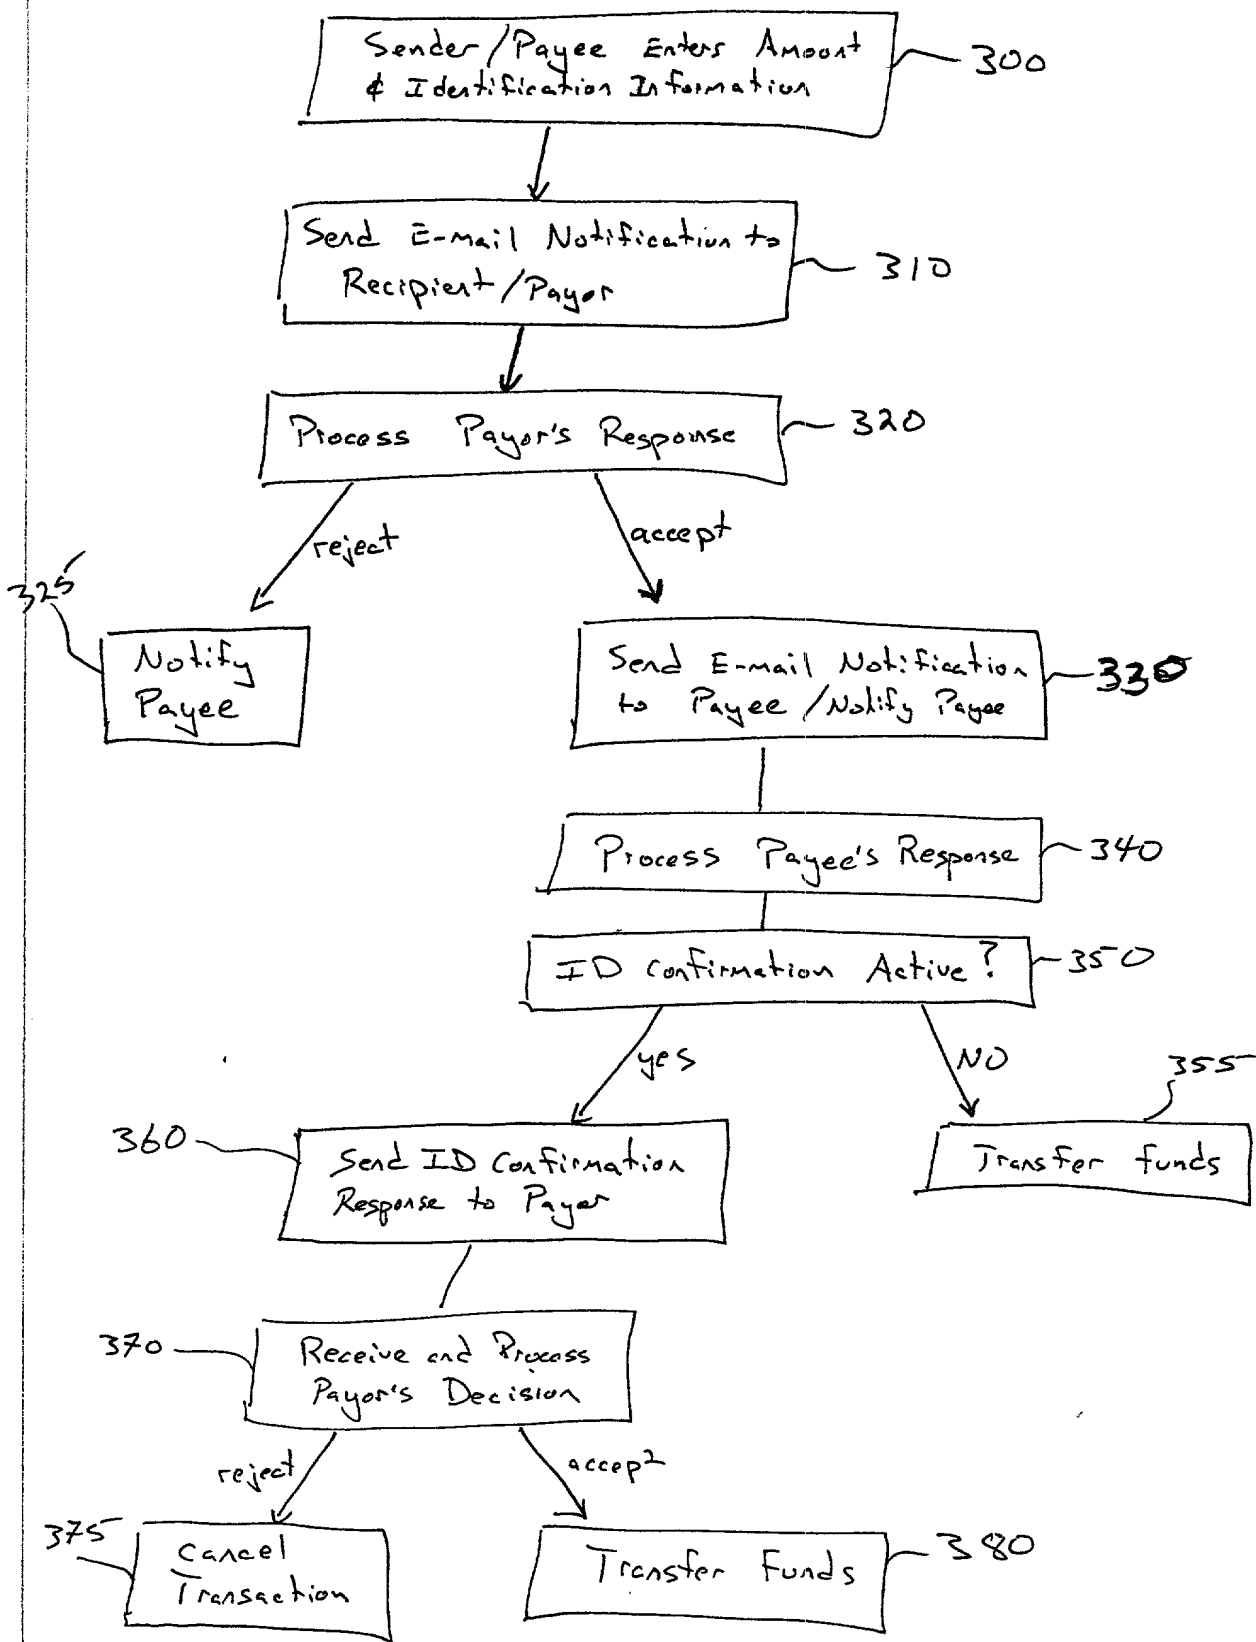 Sender/Payee Enters Amount
& Identification Information
300
Send E-mail Notification to
Recipient/Payor
310
Process Payor's Response
320
reject
accept
325
Notify
Payee
Send E-mail Notification
to Payee/Notify Payee
330
Process Payee's Response
340
ID Confirmation Active?
350
yes
NO
355
360
Send ID Confirmation
Response to Payor
Transfer funds
370
Receive and Process
Payor's Decision
reject
accept
375
Cancel
Transaction
Transfer Funds
380